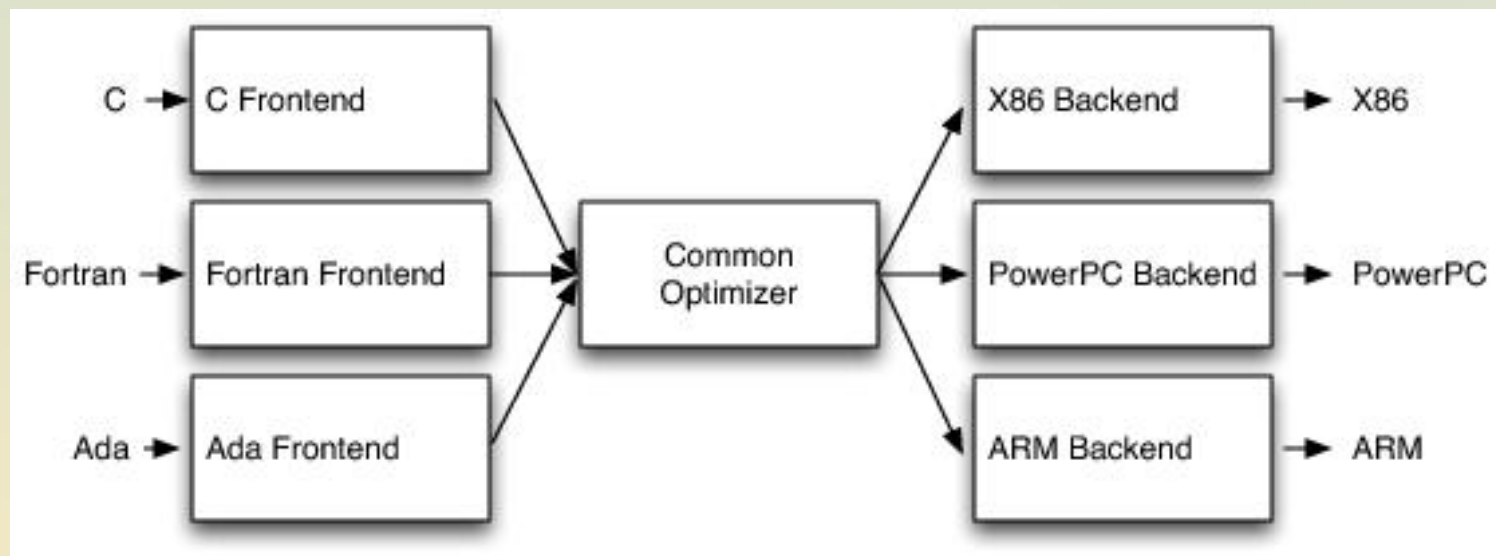 C
C Frontend
X86 Backend
X86
Fortran
Fortran Frontend
Common
Optimizer
PowerPC Backend
PowerPC
Ada
Ada Frontend
ARM Backend
ARM